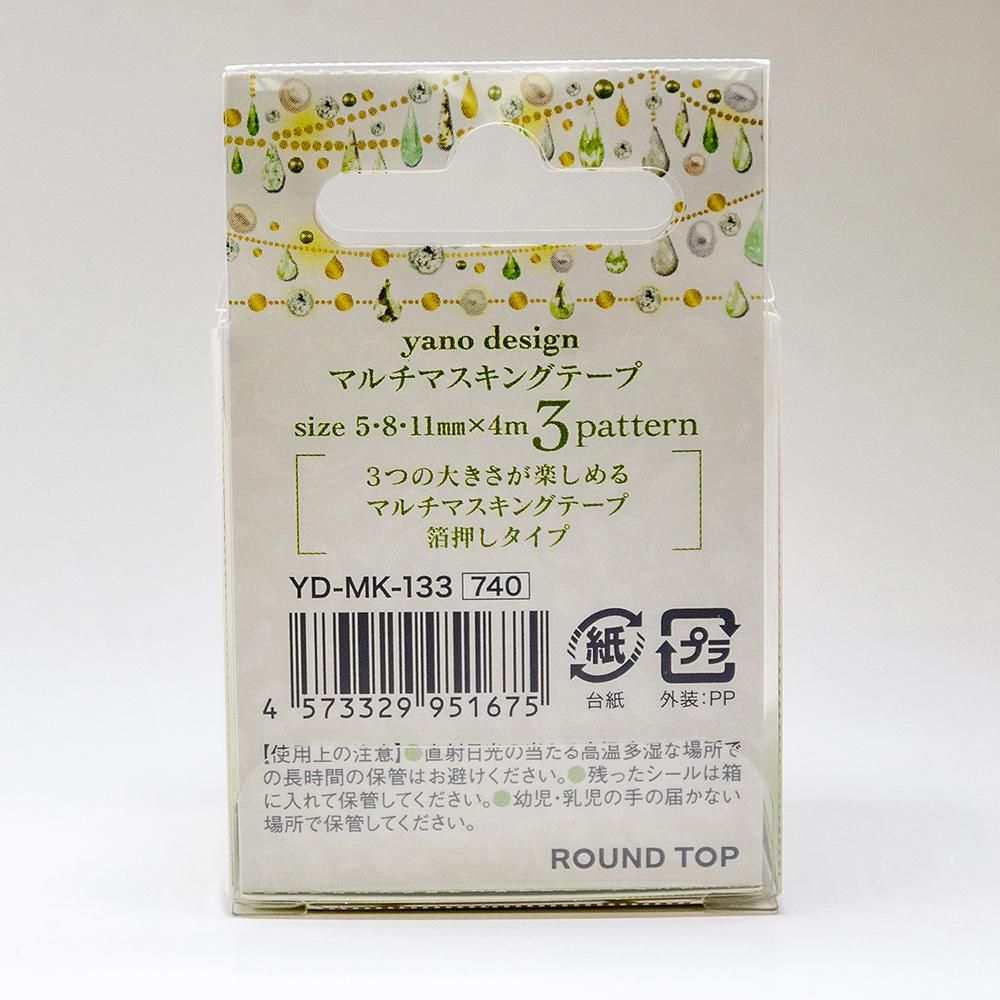 yano design
マルチマスキングテープ
size 5・8・11mm×4m 3 pattern
3つの大きさが楽しめる
マルチマスキングテープ
箔押しタイプ
YD-MK-133 740
4 573329 951675
紙
プラ
台紙
外装:PP
【使用上の注意】●直射日光の当たる高温多湿な場所で
の長時間の保管はお避けください。●残ったシールは箱
に入れて保管してください。●幼児・乳児の手の届かない
場所で保管してください。
ROUND TOP